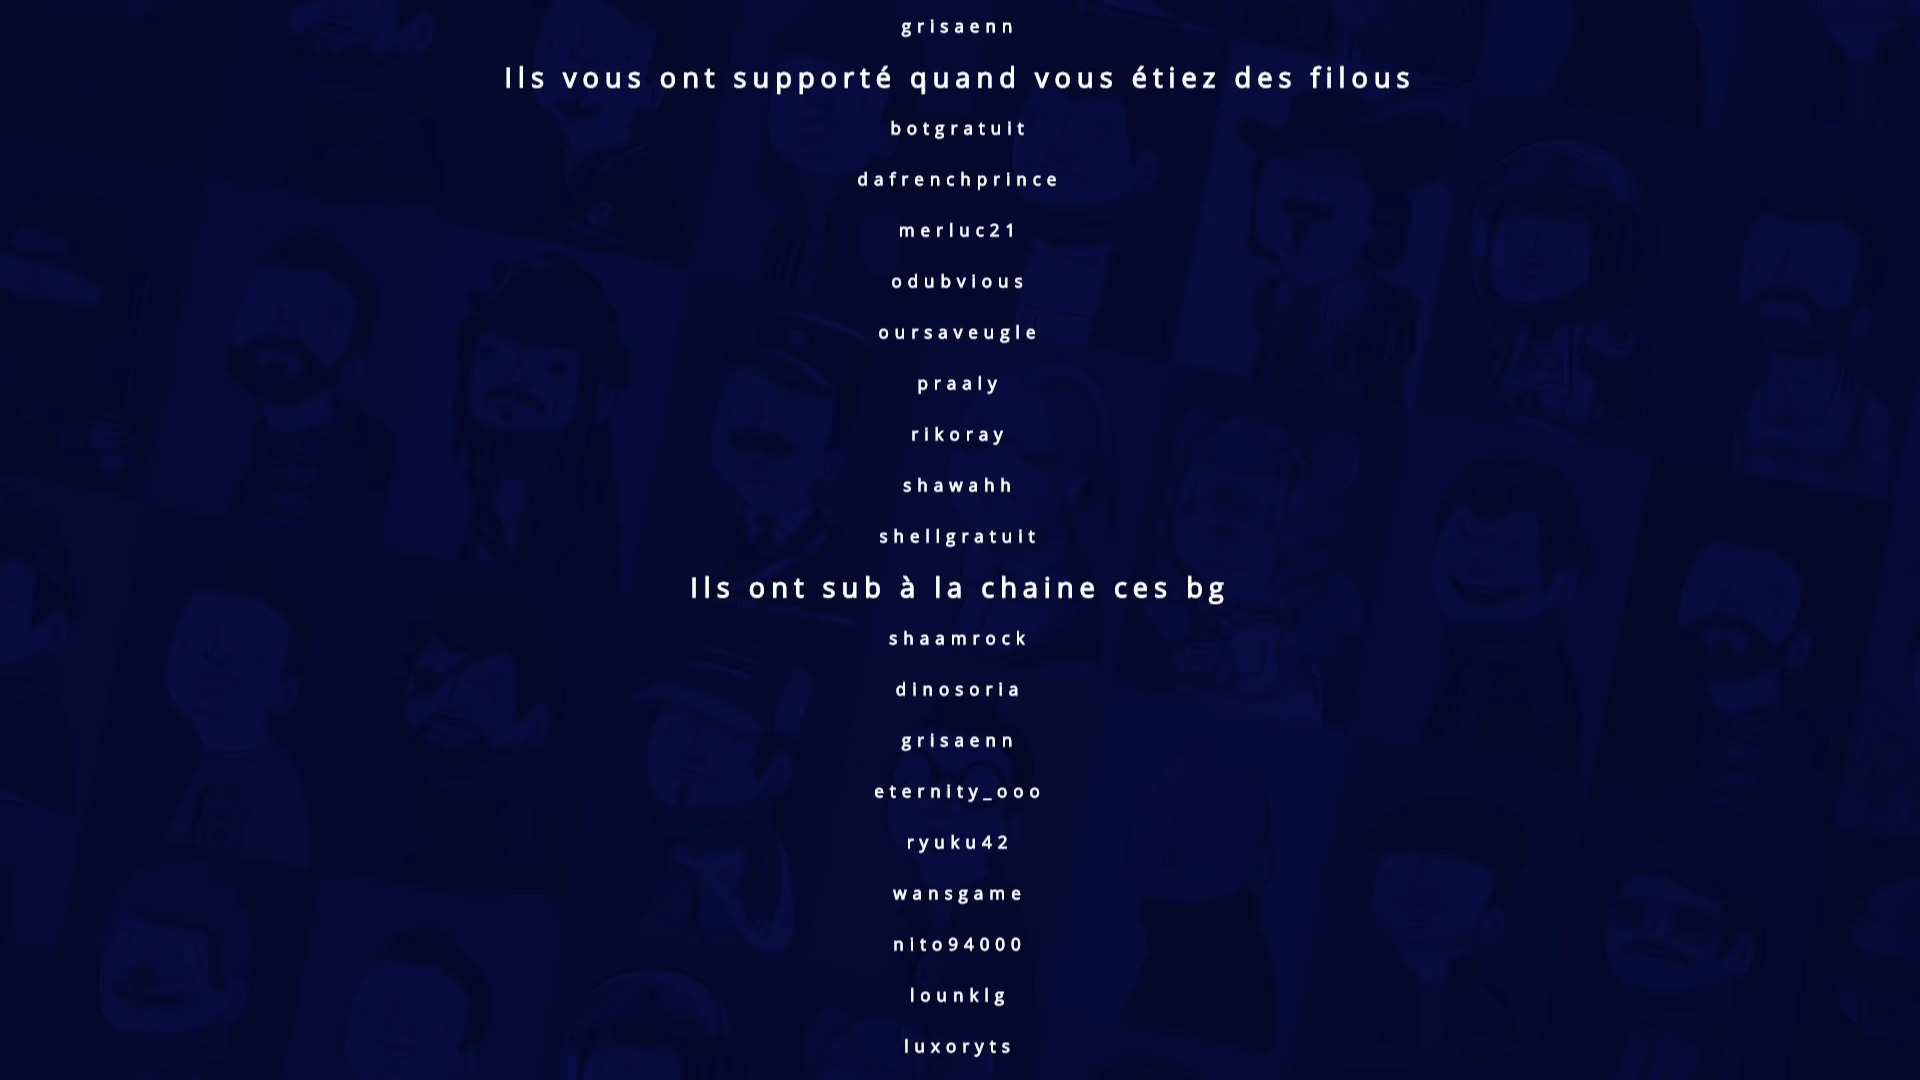 grisaenn
Ils vous ont supporté quand vous étiez des filous
botgratuit
dafrenchprince
merluc21
odubvious
oursaveugle
praaly
rikoray
shawahh
shellgratuit
Ils ont sub à la chaine ces bg
shaamrock
dinosoria
grisaenn
eternity_ooo
ryuku42
wansgame
nito94000
lounklg
luxoryts